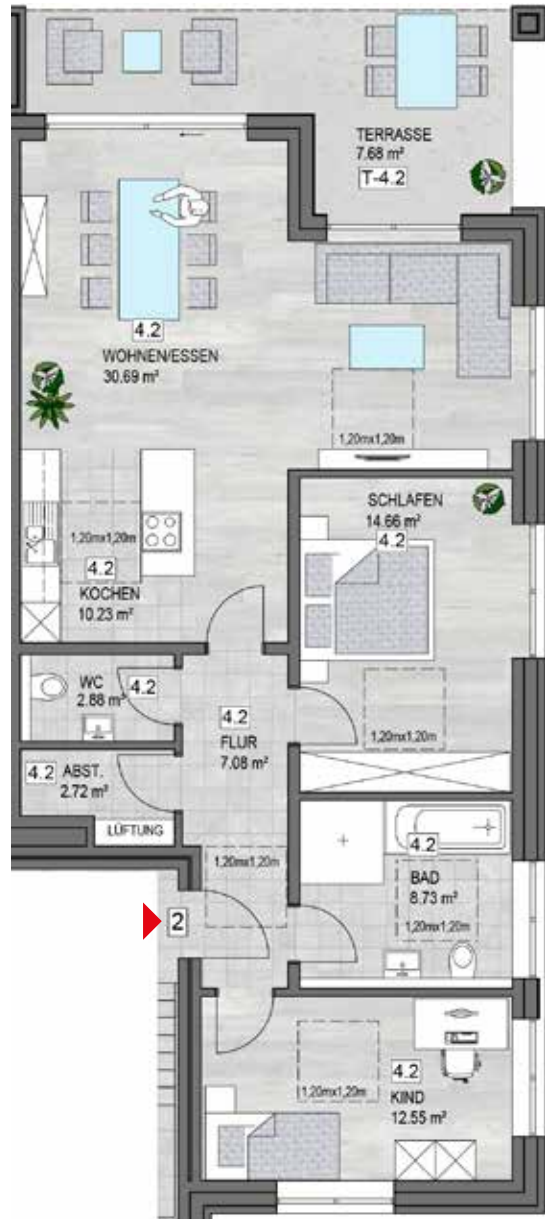 TERRASSE
7.68 m²
T-4.2
4.2
WOHNEN/ESSEN
30.69 m²
1,20mx1,20m
SCHLAFEN
14.66 m²
4.2
1,20mx1,20m
4.2
KOCHEN
10.23 m²
WC
2.88 m²
4.2
4.2
FLUR
7.08 m²
1,20mx1,20m
4.2
ABST.
2.72 m²
LÜFTUNG
1,20mx1,20m
4.2
BAD
8.73 m²
1,20mx1,20m
2
4.2
KIND
12.55 m²
1,20mx1,20m